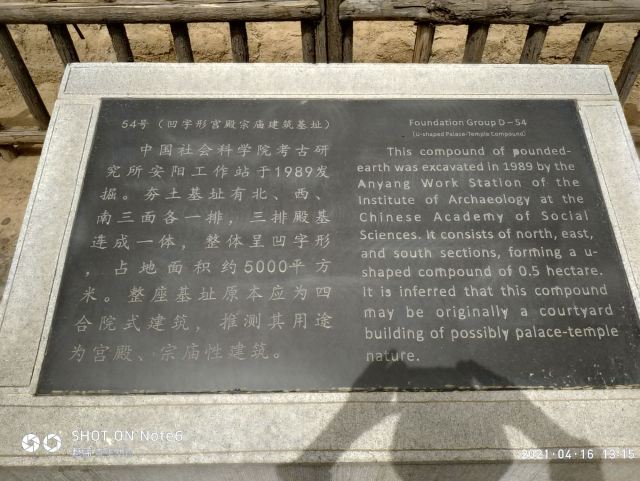 54号（凹字形宫殿宗庙建筑基址）
中国社会科学院考古研
究所安阳工作站于1989发
掘。夯土基址有北、西、
南三面各一排，三排殿基
连成一体，整体呈凹字形
，占地面积约5000平方
米。整座基址原本应为四
合院式建筑，推测其用途
为宫殿、宗庙性建筑。
Foundation Group D – 54
(U-shaped Palace-Temple Compound)
This compound of pounded-
earth was excavated in 1989 by the
Anyang Work Station of the
Institute of Archaeology at the
Chinese Academy of Social
Sciences. It consists of north, east,
and south sections, forming a u-
shaped compound of 0.5 hectare.
It is inferred that this compound
may be originally a courtyard
building of possibly palace-temple
nature.
SHOT ON Note6
2021.04.16 13:15